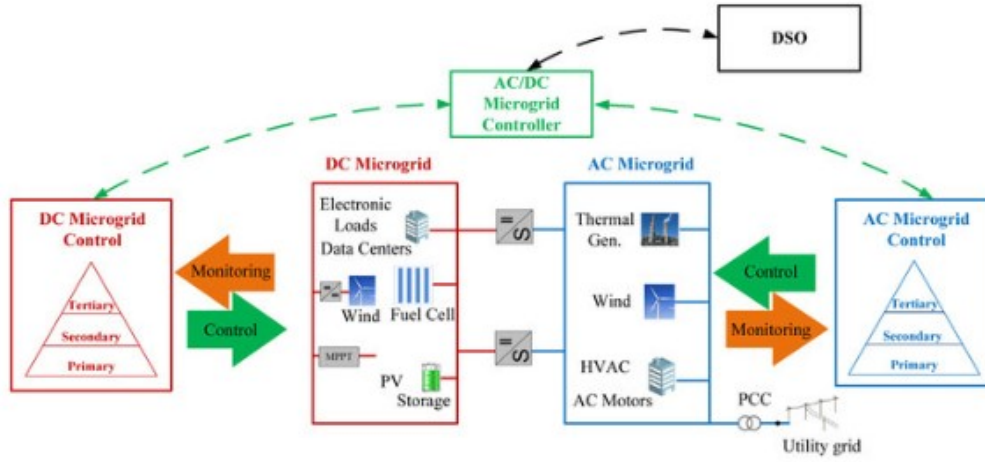 DSO
AC/DC
Microgrid
Controller
DC Microgrid
AC Microgrid
DC Microgrid
Control
Tertiary
Secondary
Primary
Monitoring
Control
Electronic
Loads
Data Centers
Wind
Fuel Cell
MPPT
PV
Storage
Thermal
Gen.
Wind
HVAC
AC Motors
Control
Monitoring
AC Microgrid
Control
Tertiary
Secondary
Primary
PCC
Utility grid